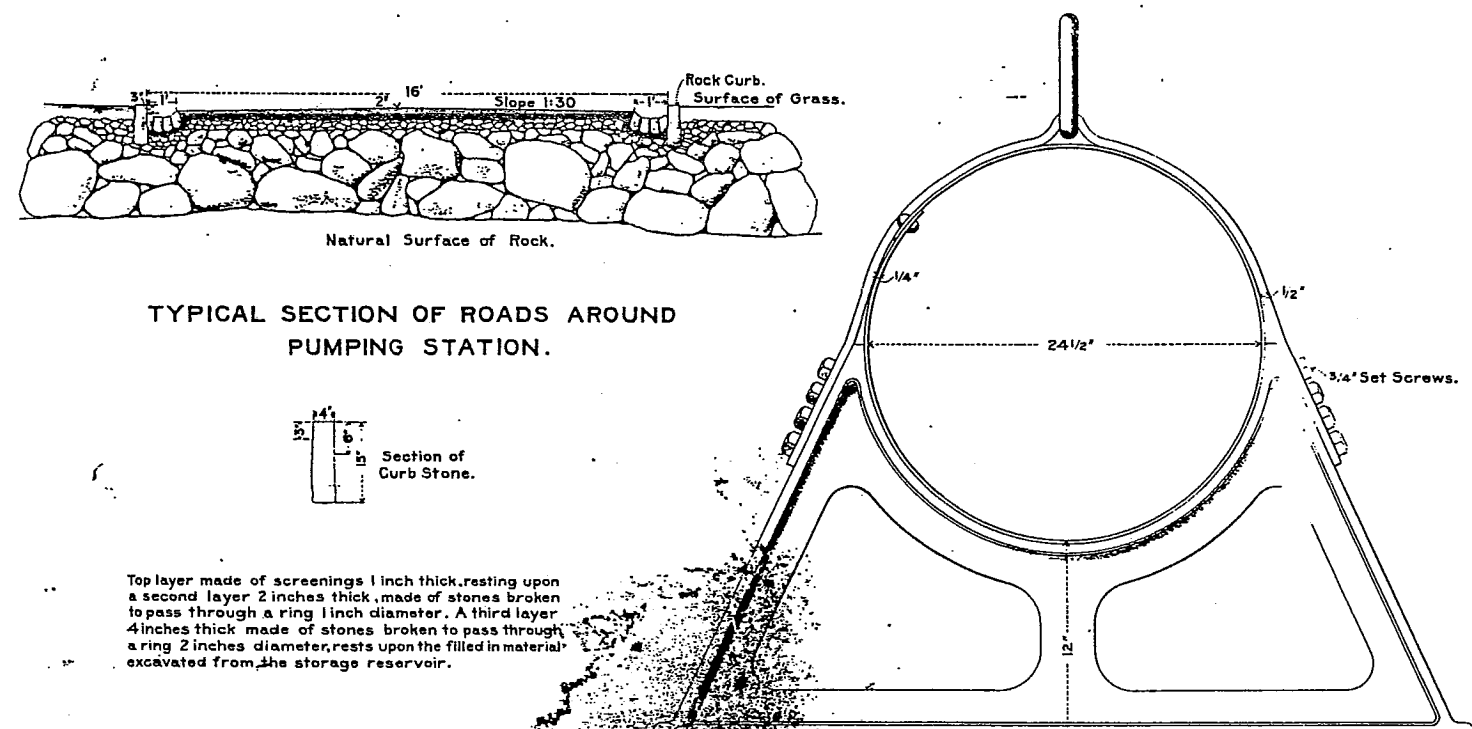 16'
3" 1' 2" Slope 1:30 1'
Rock Curb.
Surface of Grass.
Natural Surface of Rock.
TYPICAL SECTION OF ROADS AROUND
PUMPING STATION.
4"
3" 6" 15"
Section of
Curb Stone.
Top layer made of screenings 1 inch thick, resting upon
a second layer 2 inches thick, made of stones broken
to pass through a ring 1 inch diameter. A third layer
4 inches thick made of stones broken to pass through
a ring 2 inches diameter, rests upon the filled in material
excavated from the storage reservoir.
1/4"
1/2"
24 1/2"
3/4" Set Screws.
12"